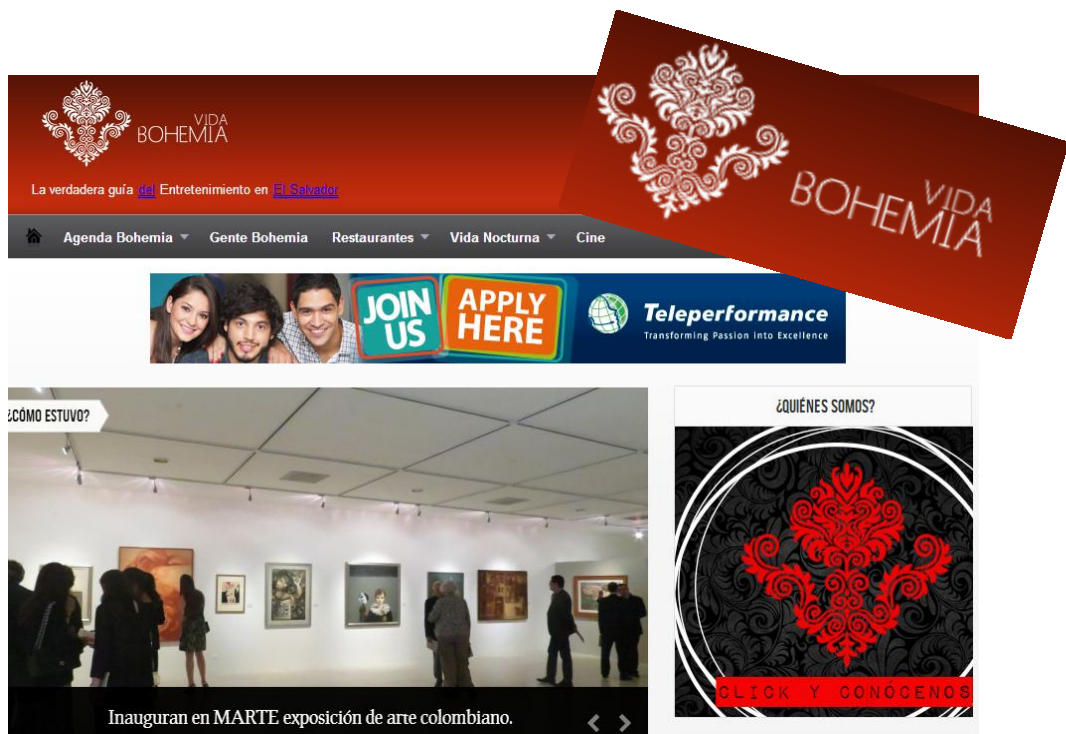 VIDA
BOHEMIA
La verdadera guía del Entretenimiento en El Salvador
VIDA
BOHEMIA
Agenda Bohemia Gente Bohemia Restaurantes Vida Nocturna Cine
JOIN US
APPLY HERE
Teleperformance
Transforming Passion into Excellence
¿CÓMO ESTUVO?
¿QUIÉNES SOMOS?
CLICK Y CONÓCENOS
Inauguran en MARTE exposición de arte colombiano.